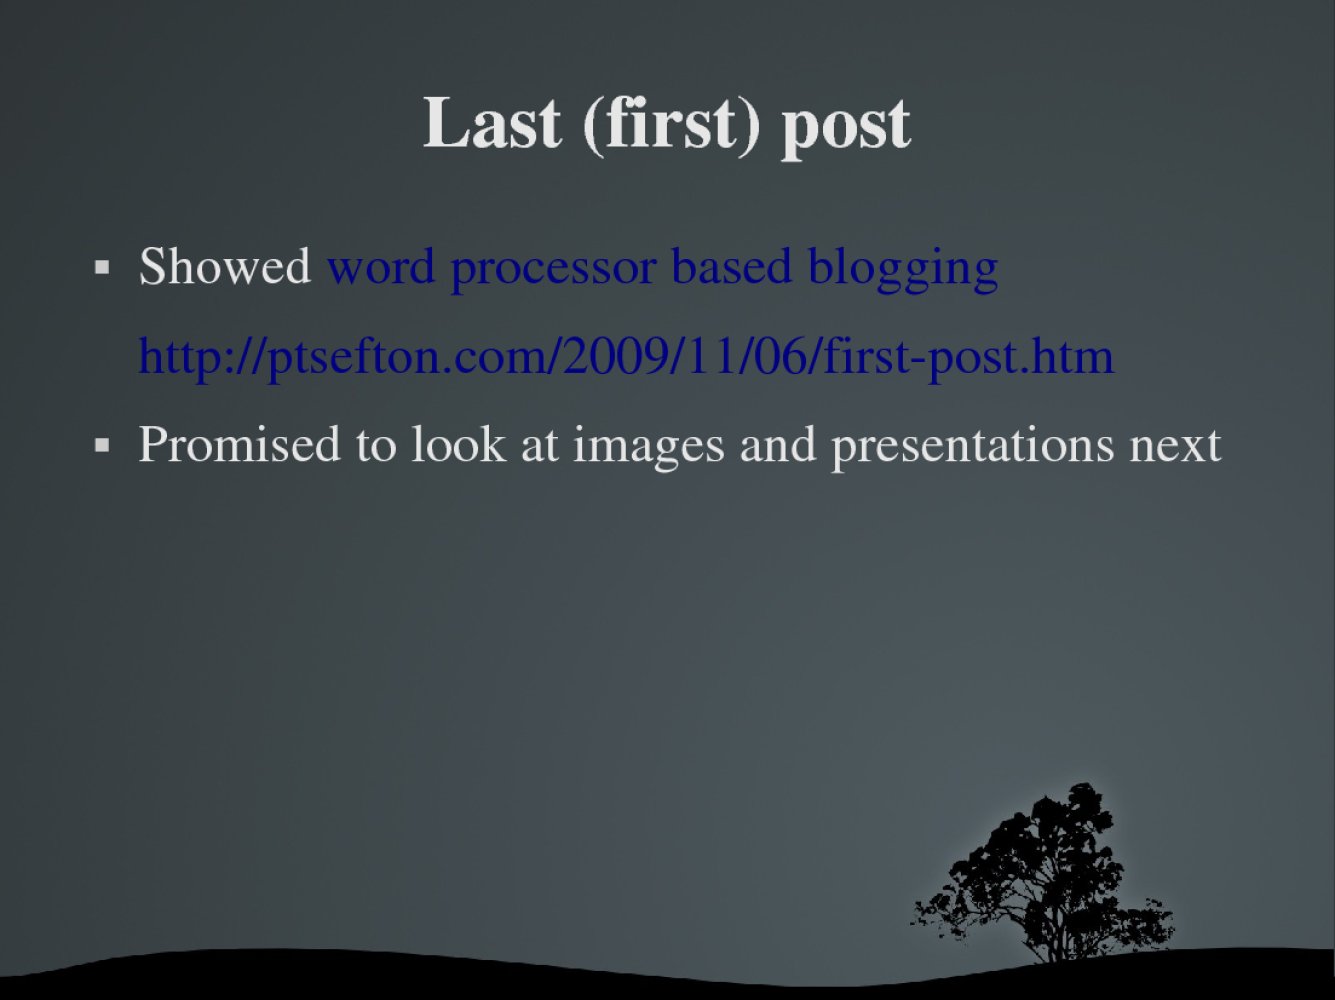 Last (first) post
▪ Showed word processor based blogging
http://ptsefton.com/2009/11/06/first-post.htm
▪ Promised to look at images and presentations next